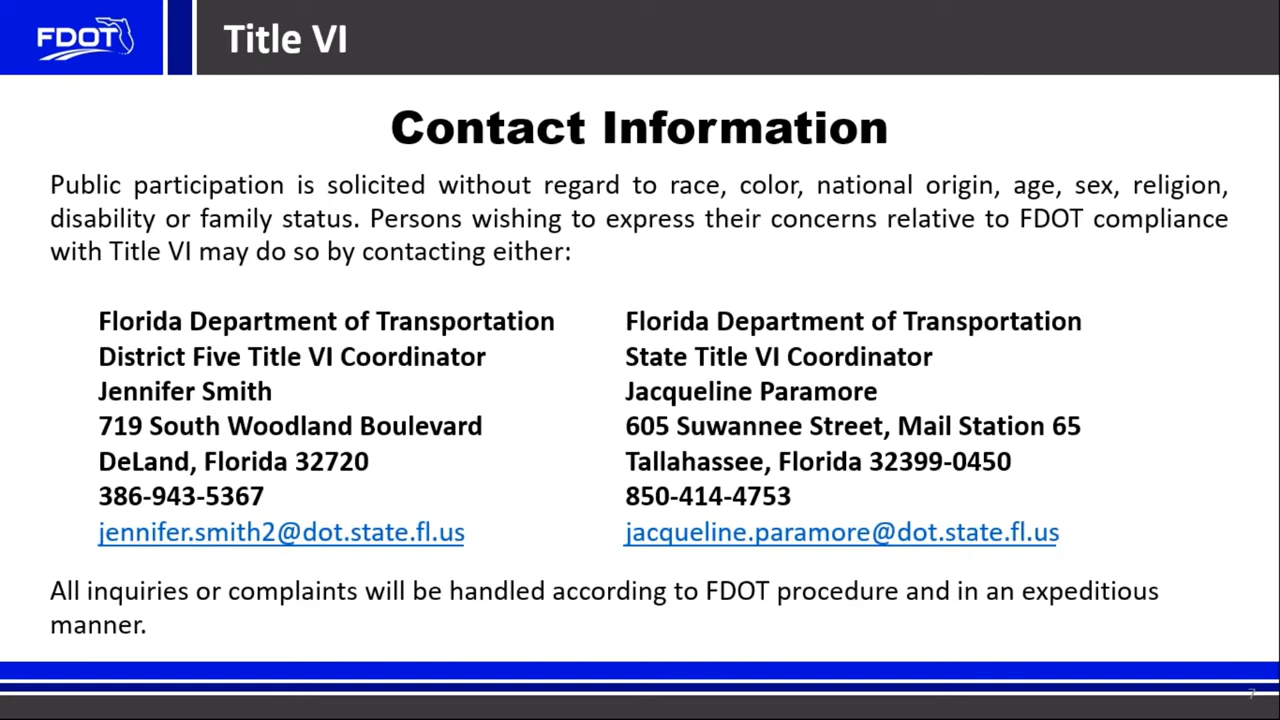 FDOT
Title VI
Contact Information
Public participation is solicited without regard to race, color, national origin, age, sex, religion,
disability or family status. Persons wishing to express their concerns relative to FDOT compliance
with Title VI may do so by contacting either:
Florida Department of Transportation
District Five Title VI Coordinator
Jennifer Smith
719 South Woodland Boulevard
DeLand, Florida 32720
386-943-5367
jennifer.smith2@dot.state.fl.us
Florida Department of Transportation
State Title VI Coordinator
Jacqueline Paramore
605 Suwannee Street, Mail Station 65
Tallahassee, Florida 32399-0450
850-414-4753
jacqueline.paramore@dot.state.fl.us
All inquiries or complaints will be handled according to FDOT procedure and in an expeditious
manner.
7